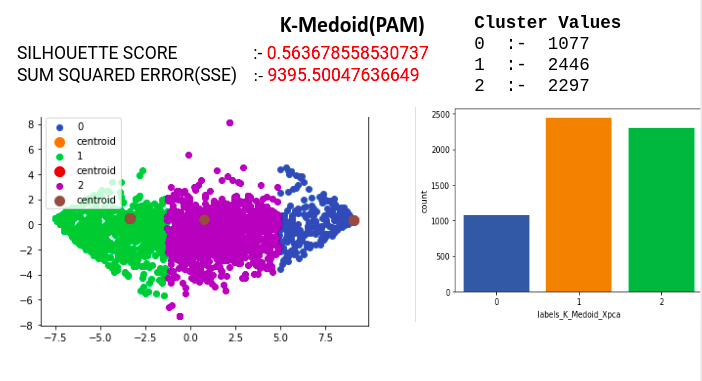 K-Medoid(PAM)
SILHOUETTE SCORE :- 0.563678558530737
SUM SQUARED ERROR(SSE) :- 9395.50047636649
Cluster Values
0 :- 1077
1 :- 2446
2 :- 2297
8
6
4
2
0
−2
−4
−6
−8
0
centroid
1
centroid
2
centroid
−7.5 −5.0 −2.5 0.0 2.5 5.0 7.5
2500
2000
1500
1000
500
0
count
0 1 2
labels_K_Medoid_Xpca